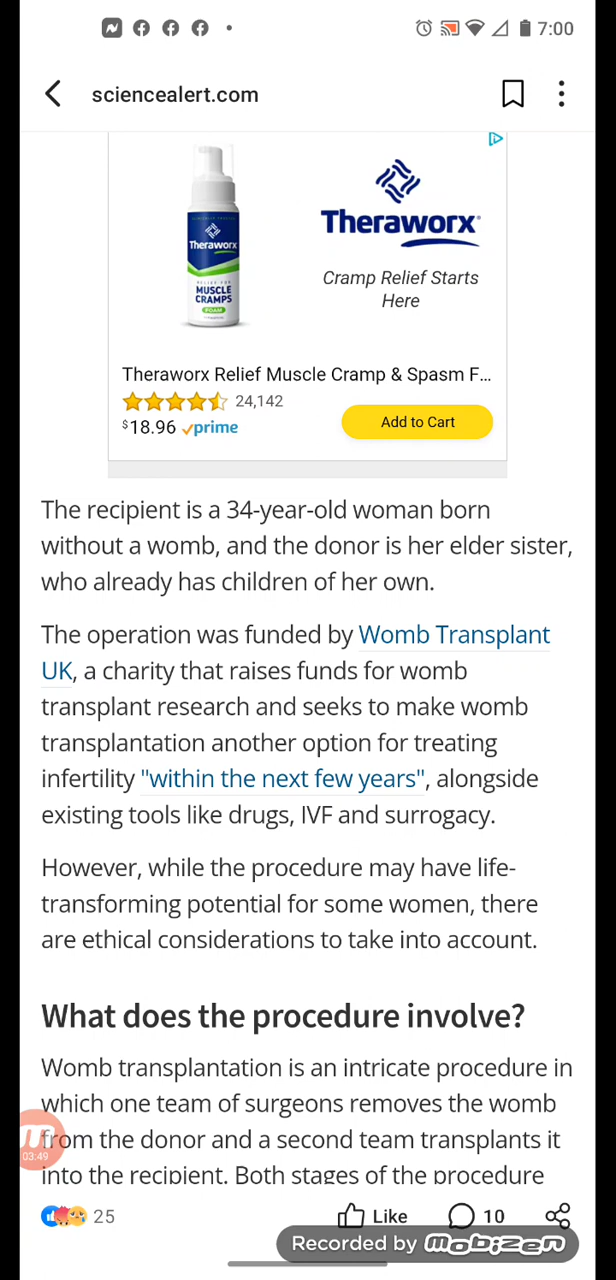 7:00
sciencealert.com
Theraworx
RELIEF FOR
MUSCLE
CRAMPS
FOAM
Theraworx
Cramp Relief Starts
Here
Theraworx Relief Muscle Cramp & Spasm F...
24,142
$18.96 prime
Add to Cart
The recipient is a 34-year-old woman born
without a womb, and the donor is her elder sister,
who already has children of her own.
The operation was funded by Womb Transplant
UK, a charity that raises funds for womb
transplant research and seeks to make womb
transplantation another option for treating
infertility "within the next few years", alongside
existing tools like drugs, IVF and surrogacy.
However, while the procedure may have life-
transforming potential for some women, there
are ethical considerations to take into account.
What does the procedure involve?
Womb transplantation is an intricate procedure in
which one team of surgeons removes the womb
from the donor and a second team transplants it
into the recipient. Both stages of the procedure
03:49
25
Like
10
Recorded by mobizen